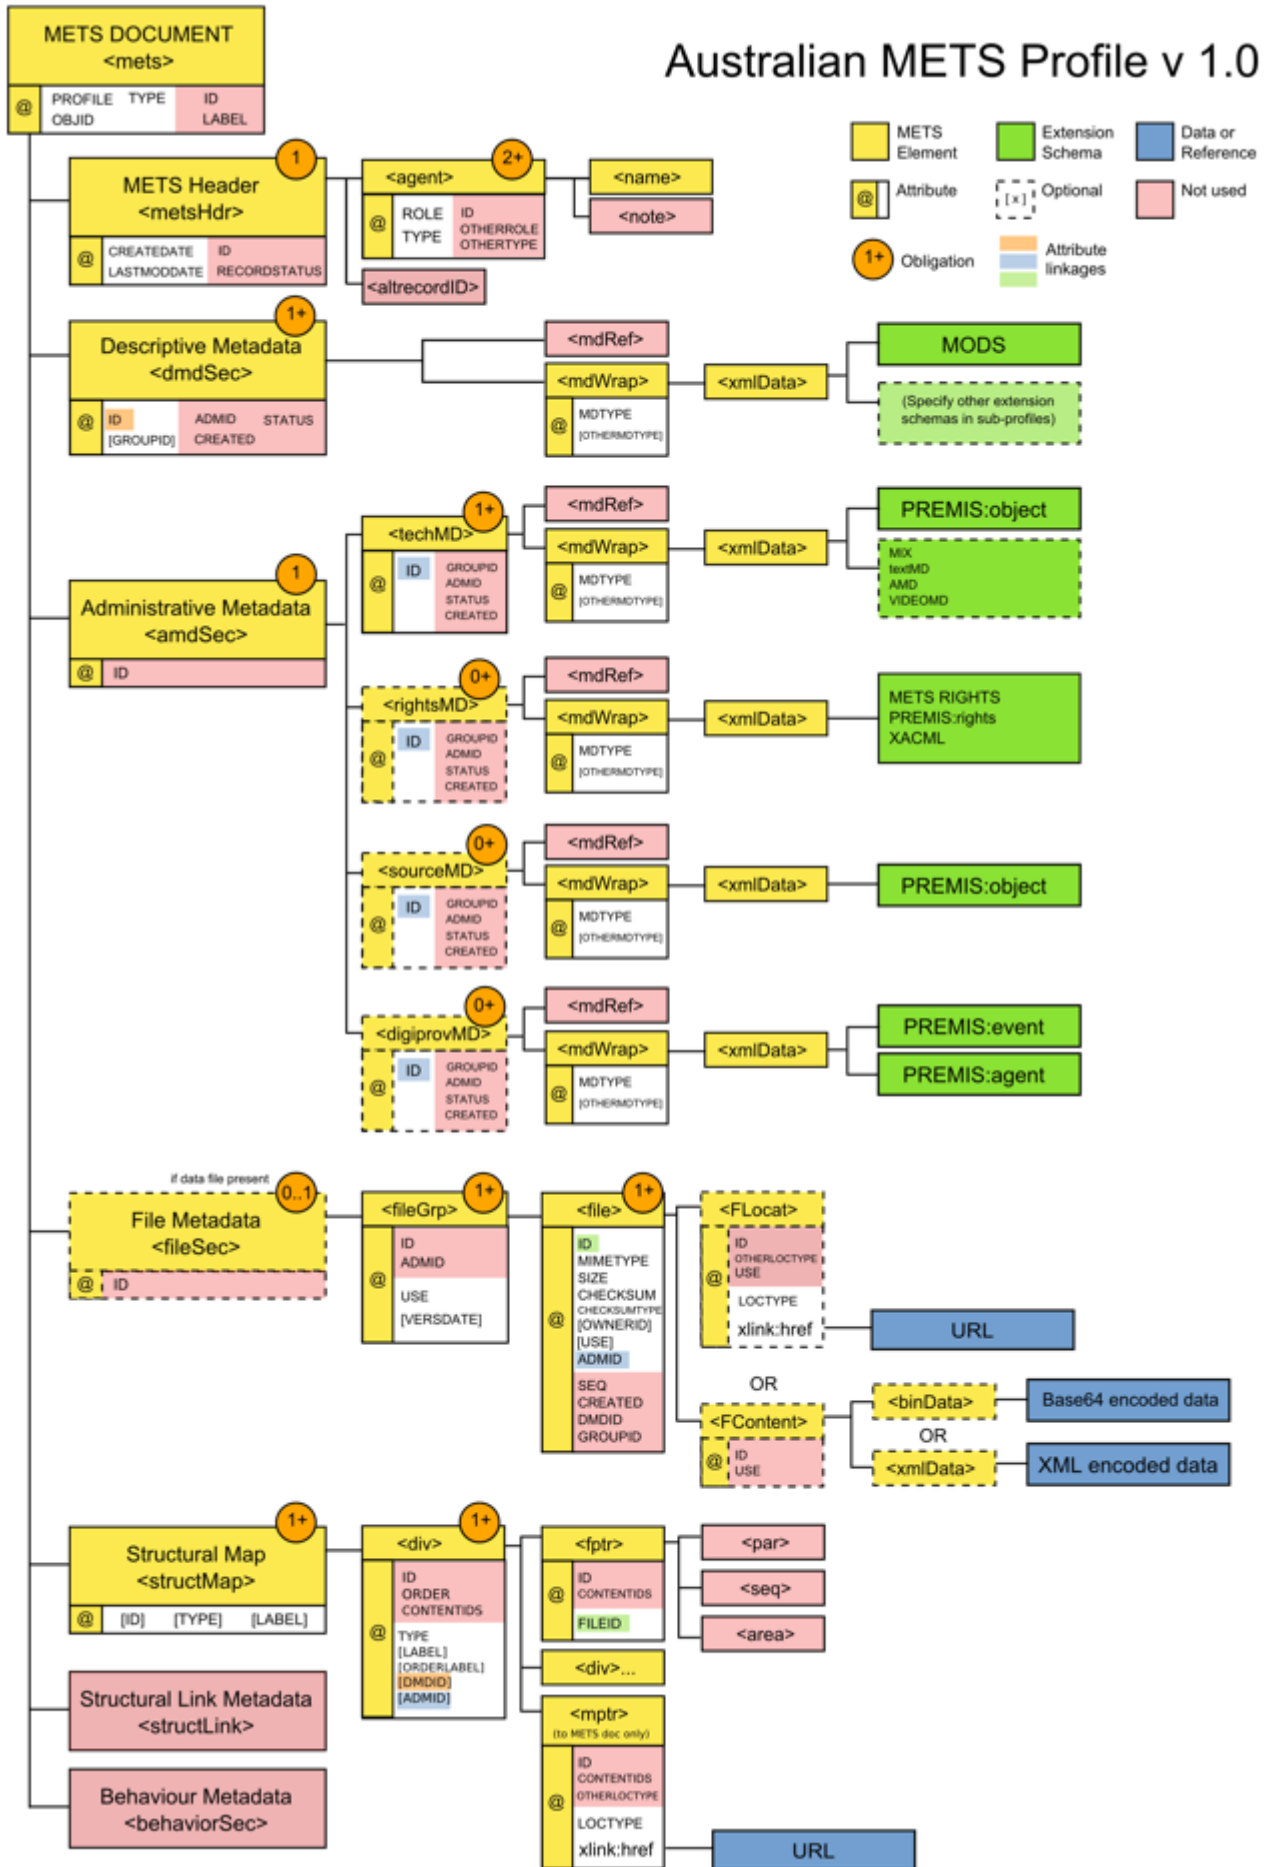 METS DOCUMENT
<mets>
@ PROFILE TYPE ID
OBJID LABEL
Australian METS Profile v 1.0
METS
Element
Extension
Schema
Data or
Reference
@ Attribute
[x] Optional
Not used
1+ Obligation
Attribute
linkages
1
METS Header
<metsHdr>
@ CREATEDATE ID
LASTMODDATE RECORDSTATUS
2+
<agent>
@ ROLE ID
TYPE OTHERROLE
OTHERTYPE
<name>
<note>
<altrecordID>
1+
Descriptive Metadata
<dmdSec>
@ ID ADMID STATUS
[GROUPID] CREATED
<mdRef>
<mdWrap>
@ MDTYPE
[OTHERMDTYPE]
<xmlData>
MODS
(Specify other extension
schemas in sub-profiles)
1
Administrative Metadata
<amdSec>
@ ID
1+
<techMD>
@ ID GROUPID
ADMID
STATUS
CREATED
<mdRef>
<mdWrap>
@ MDTYPE
[OTHERMDTYPE]
<xmlData>
PREMIS:object
MIX
textMD
AMD
VIDEOMD
0+
<rightsMD>
@ ID GROUPID
ADMID
STATUS
CREATED
<mdRef>
<mdWrap>
@ MDTYPE
[OTHERMDTYPE]
<xmlData>
METS RIGHTS
PREMIS:rights
XACML
0+
<sourceMD>
@ ID GROUPID
ADMID
STATUS
CREATED
<mdRef>
<mdWrap>
@ MDTYPE
[OTHERMDTYPE]
<xmlData>
PREMIS:object
0+
<digiprovMD>
@ ID GROUPID
ADMID
STATUS
CREATED
<mdRef>
<mdWrap>
@ MDTYPE
[OTHERMDTYPE]
<xmlData>
PREMIS:event
PREMIS:agent
if data file present
0..1
File Metadata
<fileSec>
@ ID
1+
<fileGrp>
@ ID
ADMID
USE
[VERSDATE]
1+
<file>
@ ID
MIMETYPE
SIZE
CHECKSUM
CHECKSUMTYPE
[OWNERID]
[USE]
ADMID
SEQ
CREATED
DMDID
GROUPID
<FLocat>
@ ID
OTHERLOCTYPE
USE
LOCTYPE
xlink:href
URL
OR
<FContent>
@ ID
USE
<binData>
Base64 encoded data
OR
<xmlData>
XML encoded data
1+
Structural Map
<structMap>
@ [ID] [TYPE] [LABEL]
1+
<div>
@ ID
ORDER
CONTENTIDS
TYPE
[LABEL]
[ORDERLABEL]
[DMDID]
[ADMID]
<fptr>
@ ID
CONTENTIDS
FILEID
<par>
<seq>
<area>
<div>...
<mptr>
(to METS doc only)
@ ID
CONTENTIDS
OTHERLOCTYPE
LOCTYPE
xlink:href
URL
Structural Link Metadata
<structLink>
Behaviour Metadata
<behaviorSec>